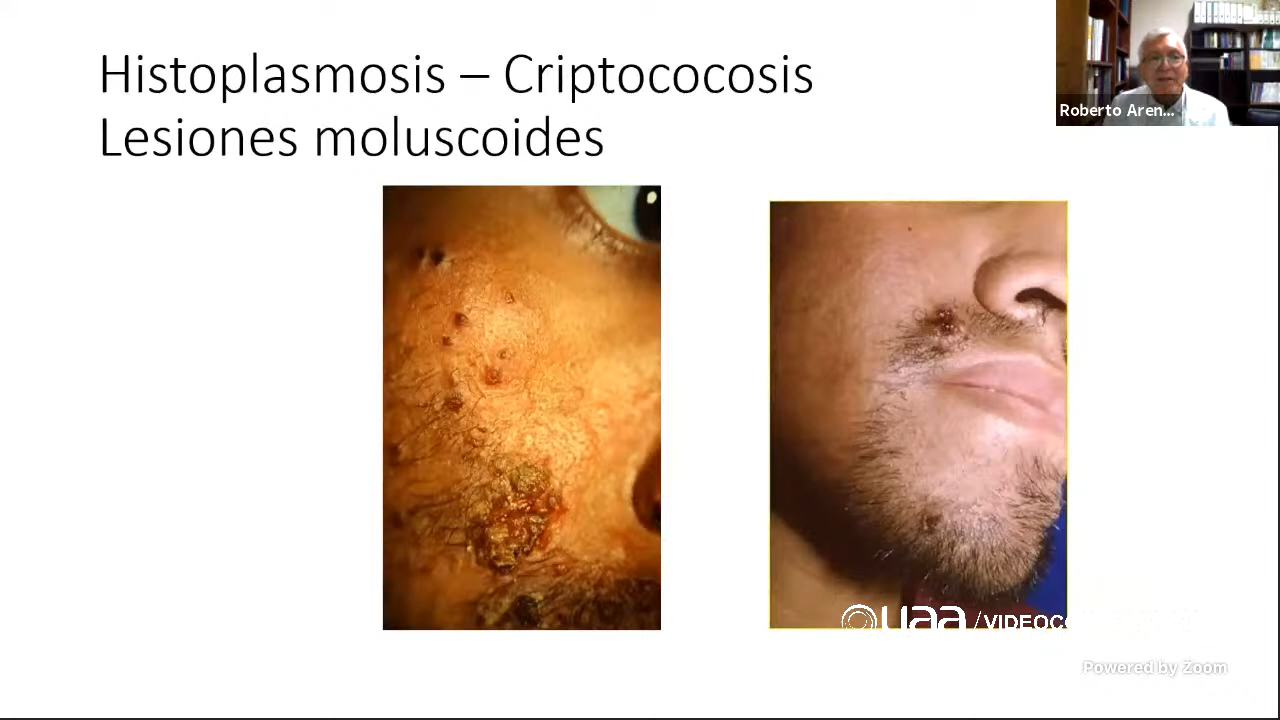 Histoplasmosis – Criptococosis
Lesiones moluscoides
Roberto Aren...
uaa /VIDEOC
Powered by Zoom